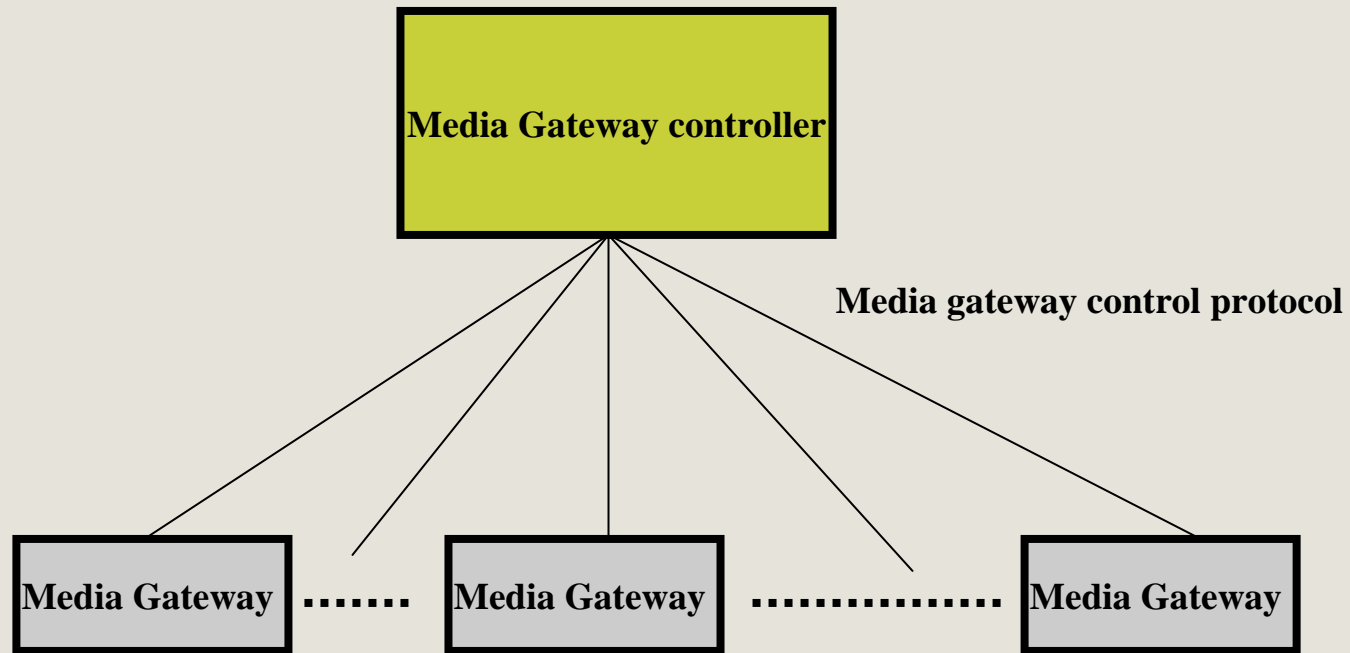 Media Gateway controller
Media gateway control protocol
Media Gateway ....... Media Gateway ................ Media Gateway